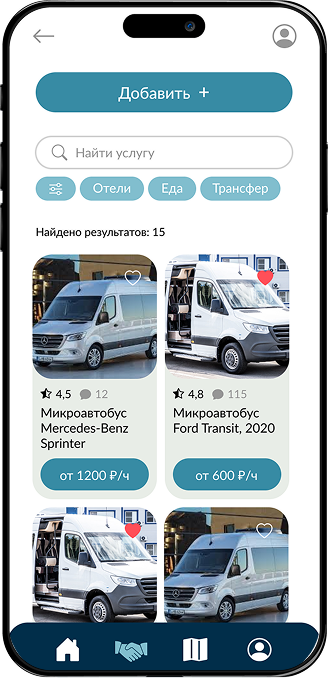 Добавить +
Найти услугу
Отели Еда Трансфер
Найдено результатов: 15
4,5 12
4,8 115
Микроавтобус
Mercedes-Benz
Sprinter
Микроавтобус
Ford Transit, 2020
от 1200 ₽/ч
от 600 ₽/ч